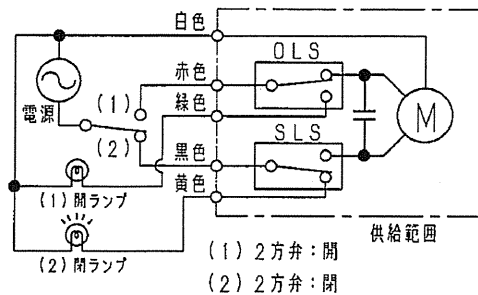 白色
OLS
赤色
(1)
緑色
電源
M
(2)
SLS
黒色
黄色
(1) 開ランプ
(2) 閉ランプ
供給範囲
(1) 2方弁：開
(2) 2方弁：閉